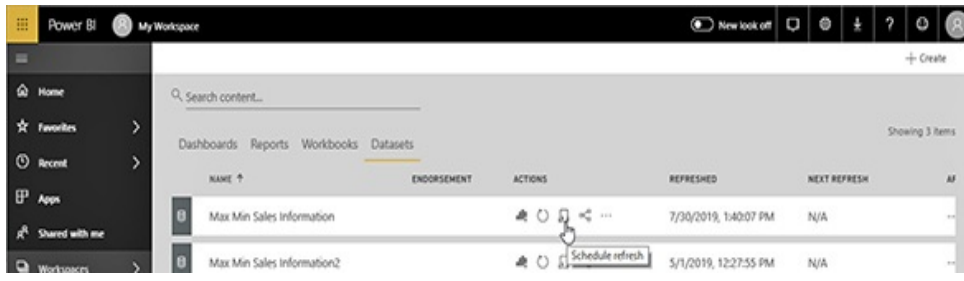 Power BI My Workspace New look off ?
+ Create
Home
Search content...
Favorites
Showing 3 items
Dashboards Reports Workbooks Datasets
Recent
NAME ↑ ENDORSEMENT ACTIONS REFRESHED NEXT REFRESH AF
Apps
Max Min Sales Information ... 7/30/2019, 1:40:07 PM N/A
Shared with me
Schedule refresh
Workspaces
Max Min Sales Information2 5/1/2019, 12:27:55 PM N/A